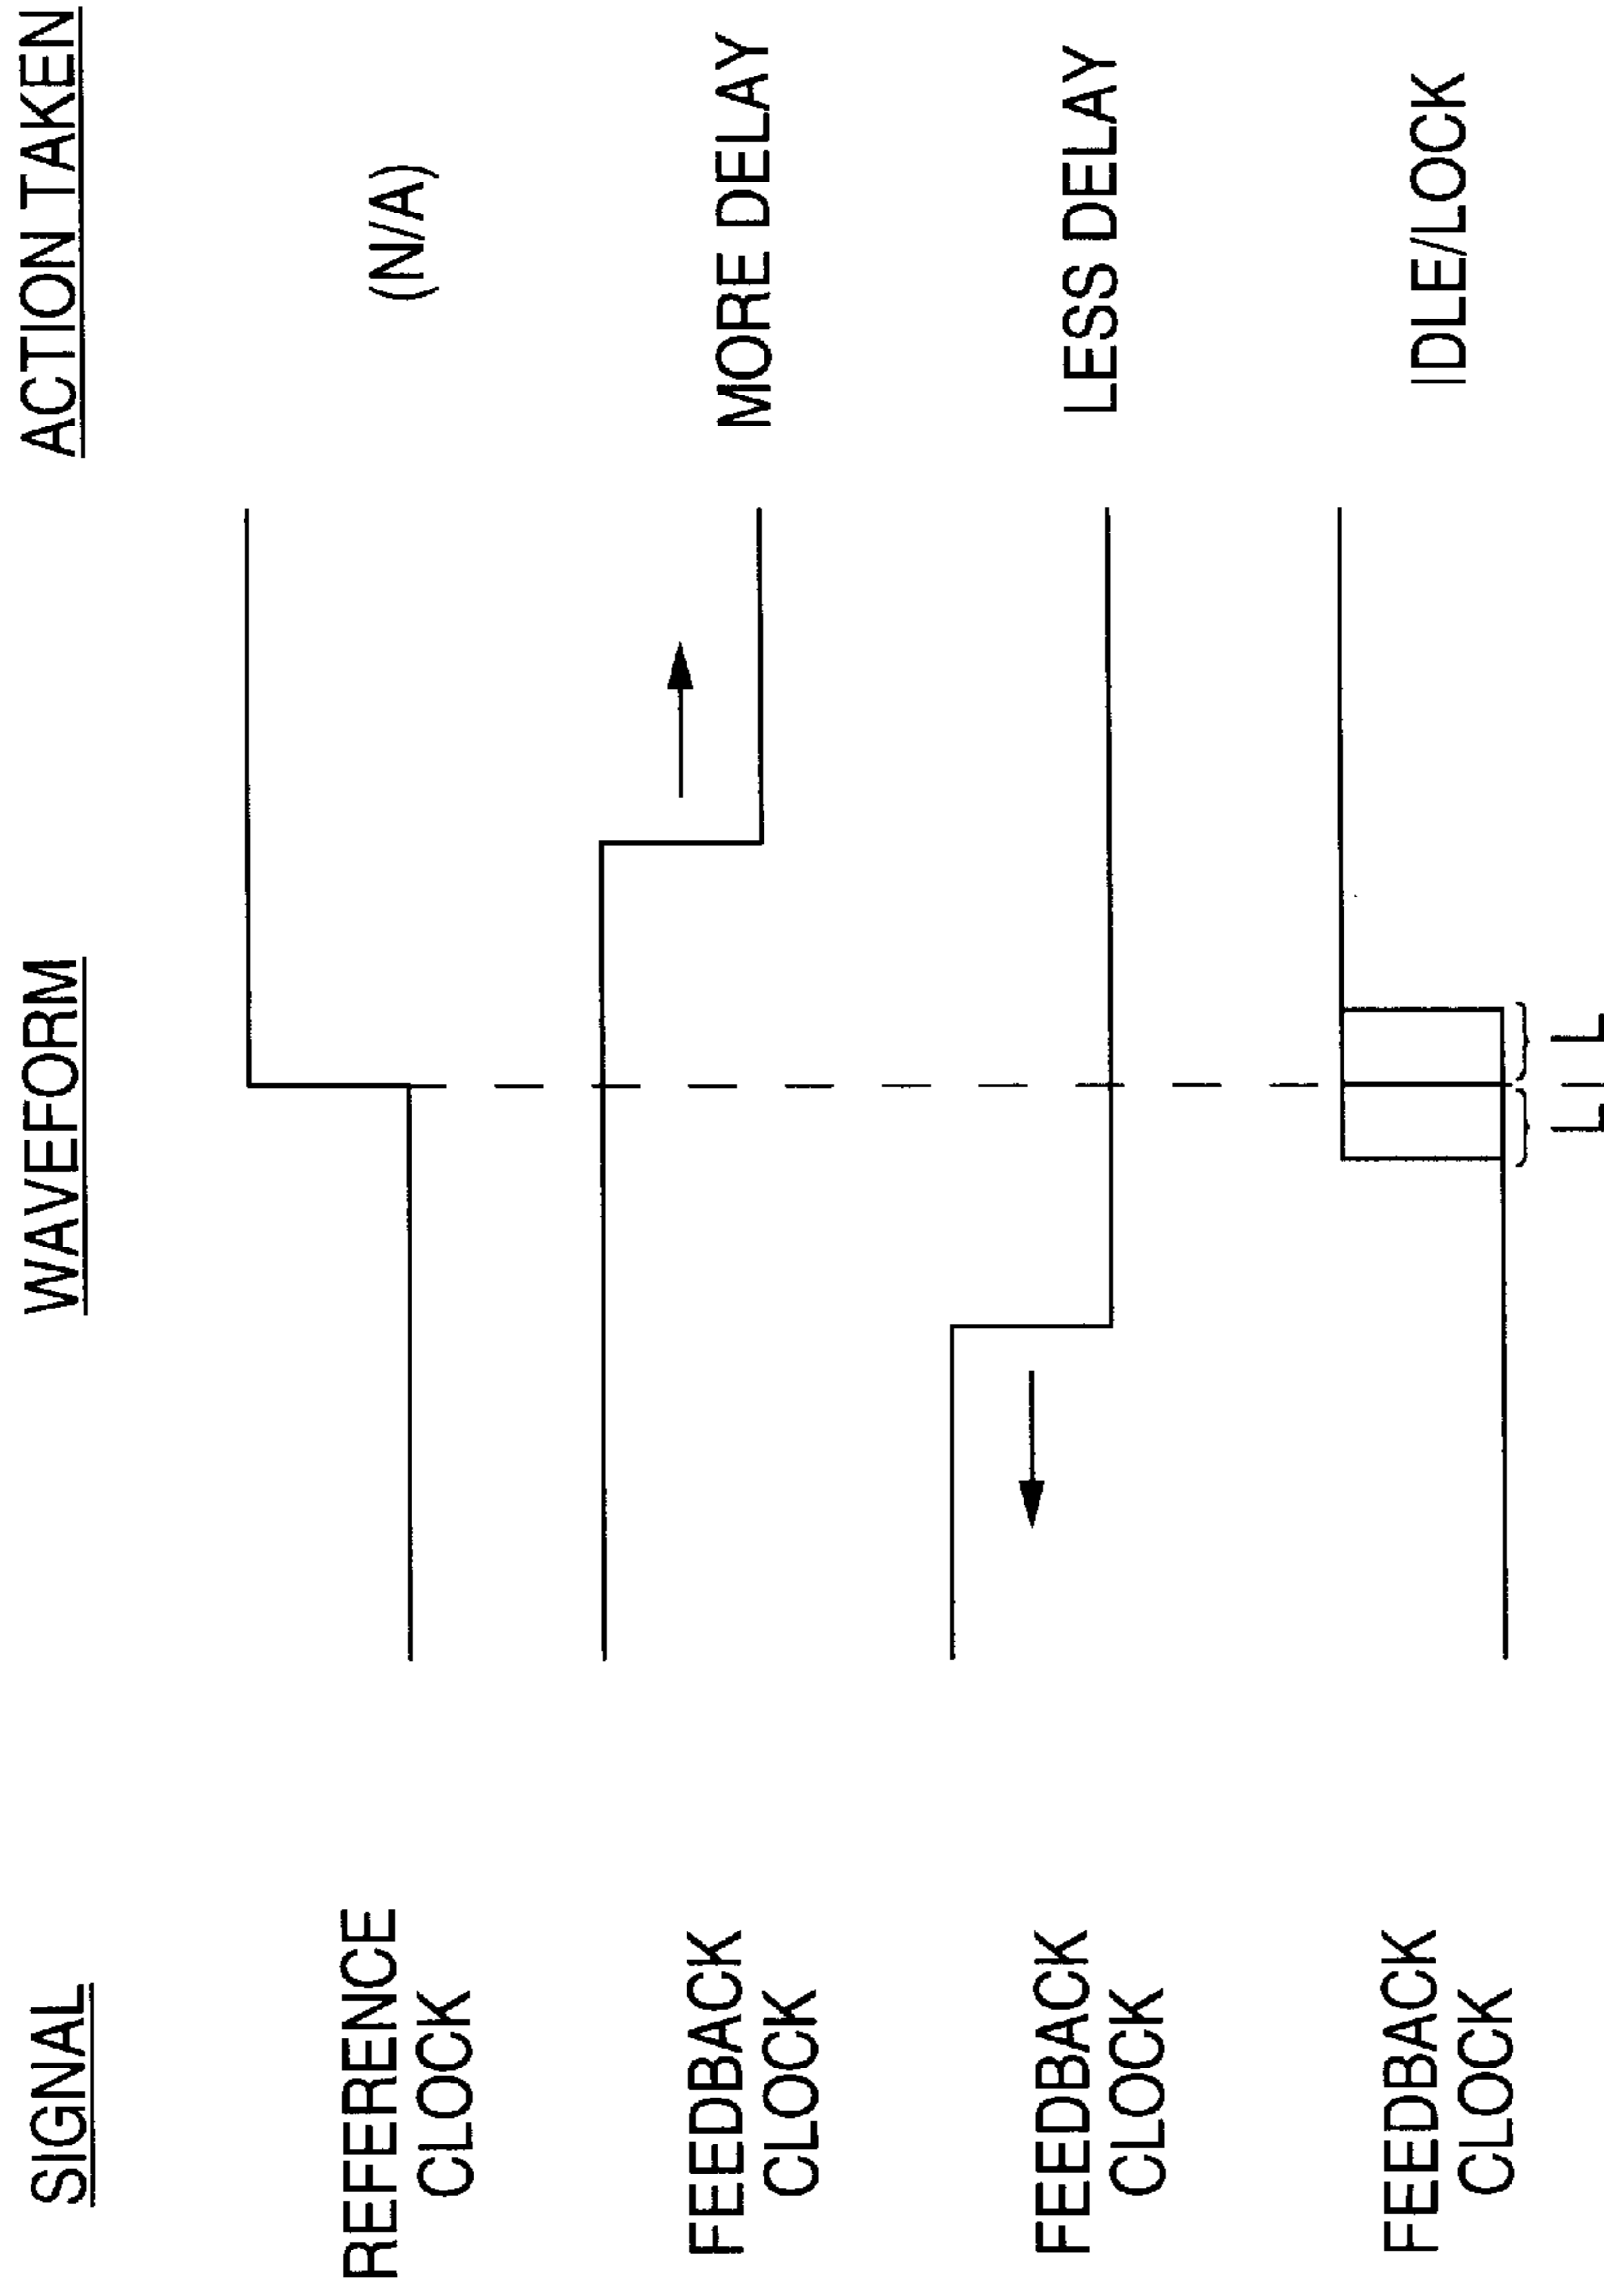 SIGNAL
WAVEFORM
ACTION TAKEN
REFERENCE
CLOCK
(N/A)
FEEDBACK
CLOCK
MORE DELAY
FEEDBACK
CLOCK
LESS DELAY
FEEDBACK
CLOCK
IDLE/LOCK
L
L